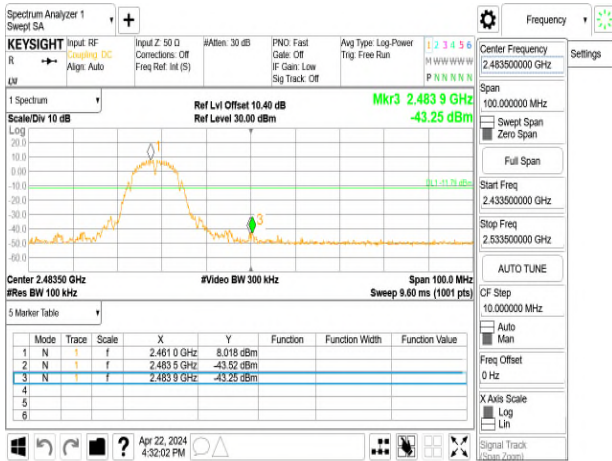 Spectrum Analyzer 1
Swept SA
+
Frequency
KEYSIGHT Input: RF Input Z: 50 Ω #Atten: 30 dB PNO: Fast Avg Type: Log-Power 1 2 3 4 5 6
R Coupling: DC Corrections: Off Gate: Off Trig: Free Run M W W W W W
Align: Auto Freq Ref: Int (S) IF Gain: Low P N N N N N
Sig Track: Off
Center Frequency
2.483500000 GHz
Settings
Span
100.000000 MHz
Swept Span
Zero Span
Full Span
Start Freq
2.433500000 GHz
Stop Freq
2.533500000 GHz
AUTO TUNE
CF Step
10.000000 MHz
Auto
Man
Freq Offset
0 Hz
X Axis Scale
Log
Lin
Signal Track
(Span Zoom)
1 Spectrum
Scale/Div 10 dB
Ref Lvl Offset 10.40 dB
Ref Level 30.00 dBm
Mkr3 2.483 9 GHz
-43.25 dBm
Log
20.0
10.0
0.00
-10.0
-20.0
-30.0
-40.0
-50.0
-60.0
1
3
DL1 -11.78 dBm
Center 2.48350 GHz #Video BW 300 kHz Span 100.0 MHz
#Res BW 100 kHz Sweep 9.60 ms (1001 pts)
5 Marker Table
Mode Trace Scale X Y Function Function Width Function Value
1 N 1 f 2.461 0 GHz 8.018 dBm
2 N 1 f 2.483 5 GHz -43.52 dBm
3 N 1 f 2.483 9 GHz -43.25 dBm
4
5
6
?
Apr 22, 2024
4:32:02 PM